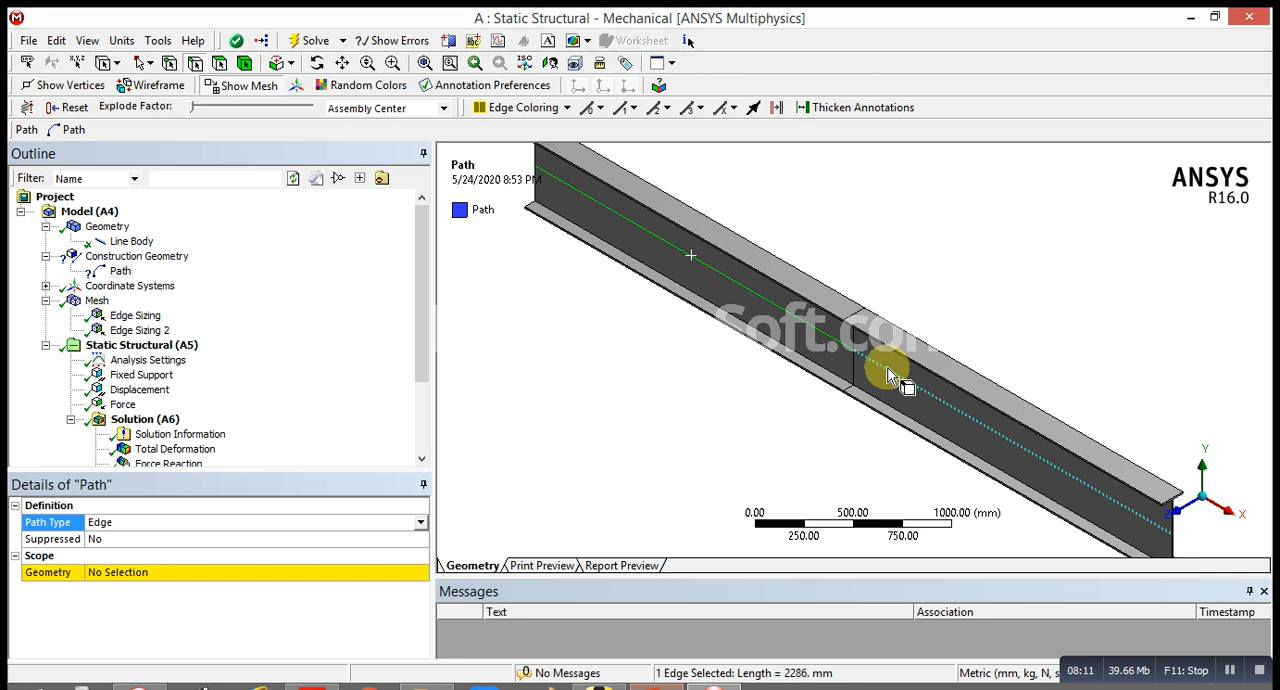 A : Static Structural - Mechanical [ANSYS Multiphysics]
File Edit View Units Tools Help Solve ?/ Show Errors Worksheet
Show Vertices Wireframe Show Mesh Random Colors Annotation Preferences
Reset Explode Factor: Assembly Center Edge Coloring Thicken Annotations
Path Path
Outline
Filter: Name
Project
Model (A4)
Geometry
Line Body
Construction Geometry
Path
Coordinate Systems
Mesh
Edge Sizing
Edge Sizing 2
Static Structural (A5)
Analysis Settings
Fixed Support
Displacement
Force
Solution (A6)
Solution Information
Total Deformation
Force Reaction
Details of "Path"
Definition
Path Type Edge
Suppressed No
Scope
Geometry No Selection
Path
5/24/2020 8:53 PM
Path
ANSYS
R16.0
Soft.com
Y
Z X
0.00 500.00 1000.00 (mm)
250.00 750.00
Geometry Print Preview Report Preview
Messages
Text Association Timestamp
No Messages 1 Edge Selected: Length = 2286. mm Metric (mm, kg, N, s
08:11 39.66 Mb F11: Stop